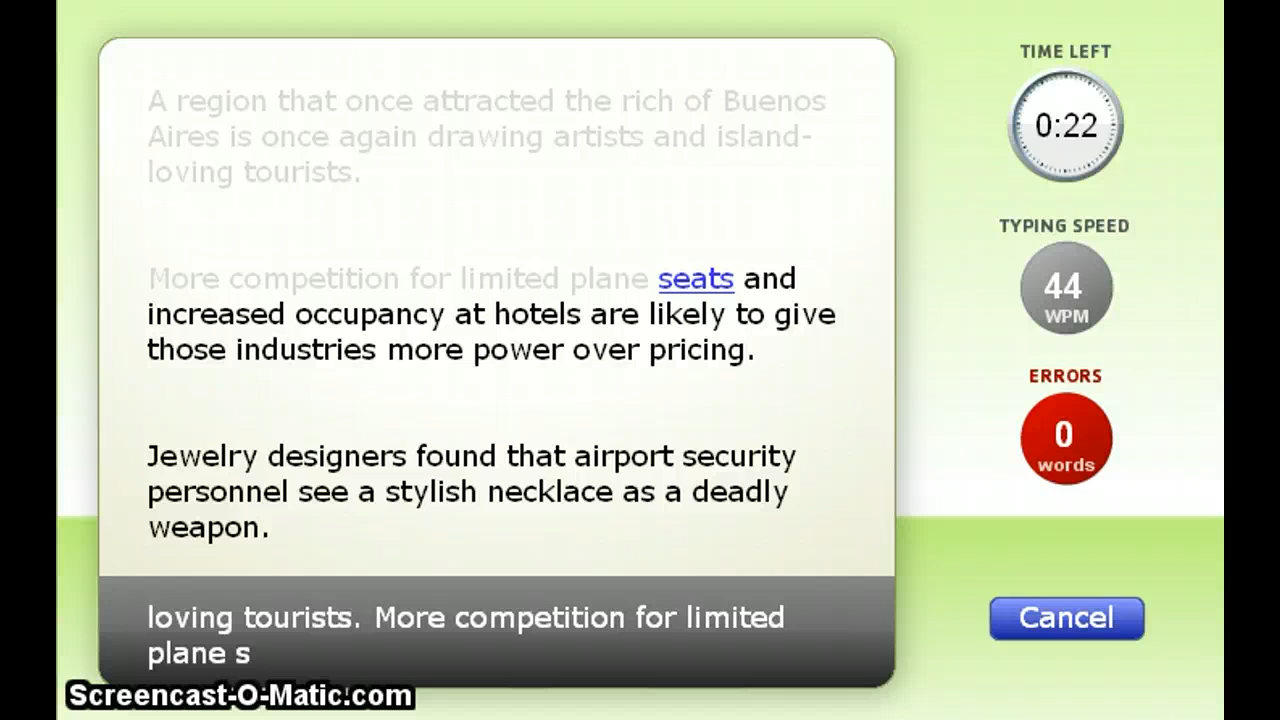 A region that once attracted the rich of Buenos
Aires is once again drawing artists and island-
loving tourists.
More competition for limited plane seats and
increased occupancy at hotels are likely to give
those industries more power over pricing.
Jewelry designers found that airport security
personnel see a stylish necklace as a deadly
weapon.
loving tourists. More competition for limited
plane s
TIME LEFT
0:22
TYPING SPEED
44
WPM
ERRORS
0
words
Cancel
Screencast-O-Matic.com